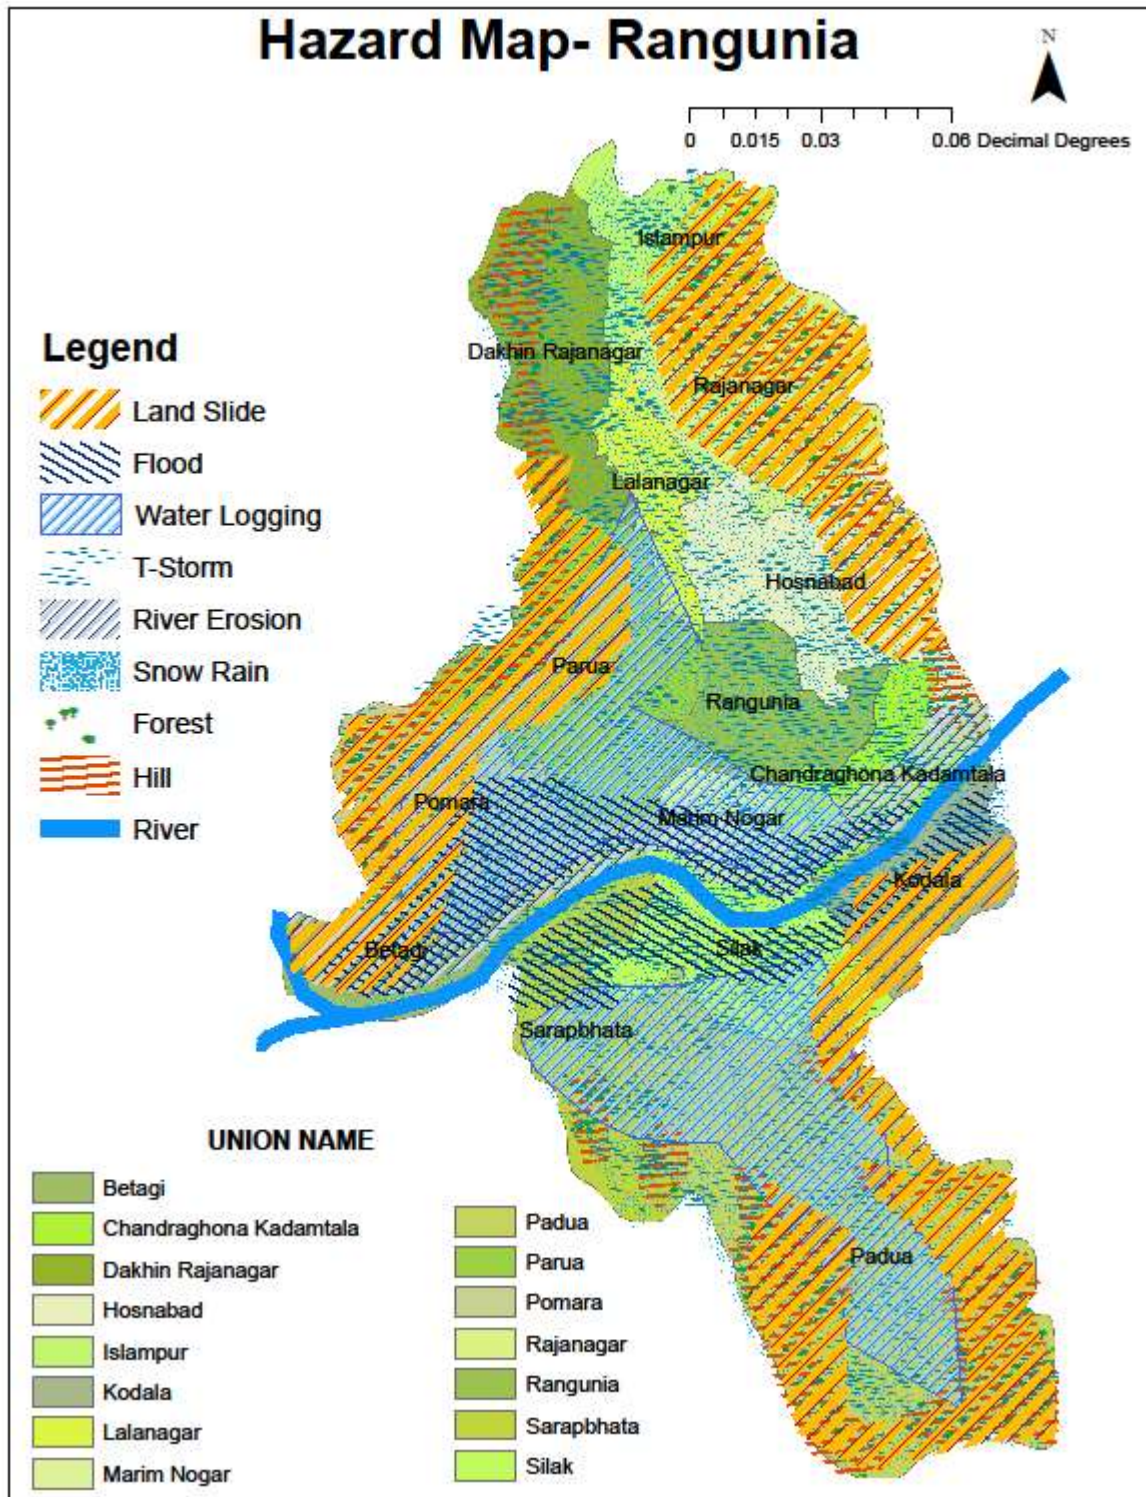 Hazard Map- Rangunia
N
0 0.015 0.03 0.06 Decimal Degrees
Islampur
Dakhin Rajanagar
Rajanagar
Lalanagar
Hosnabad
Parua
Rangunia
Chandraghona Kadamtala
Pomara
Marim Nogar
Kodala
Betagi
Silak
Sarapbhata
Padua
Legend
Land Slide
Flood
Water Logging
T-Storm
River Erosion
Snow Rain
Forest
Hill
River
UNION NAME
Betagi
Chandraghona Kadamtala
Dakhin Rajanagar
Hosnabad
Islampur
Kodala
Lalanagar
Marim Nogar
Padua
Parua
Pomara
Rajanagar
Rangunia
Sarapbhata
Silak